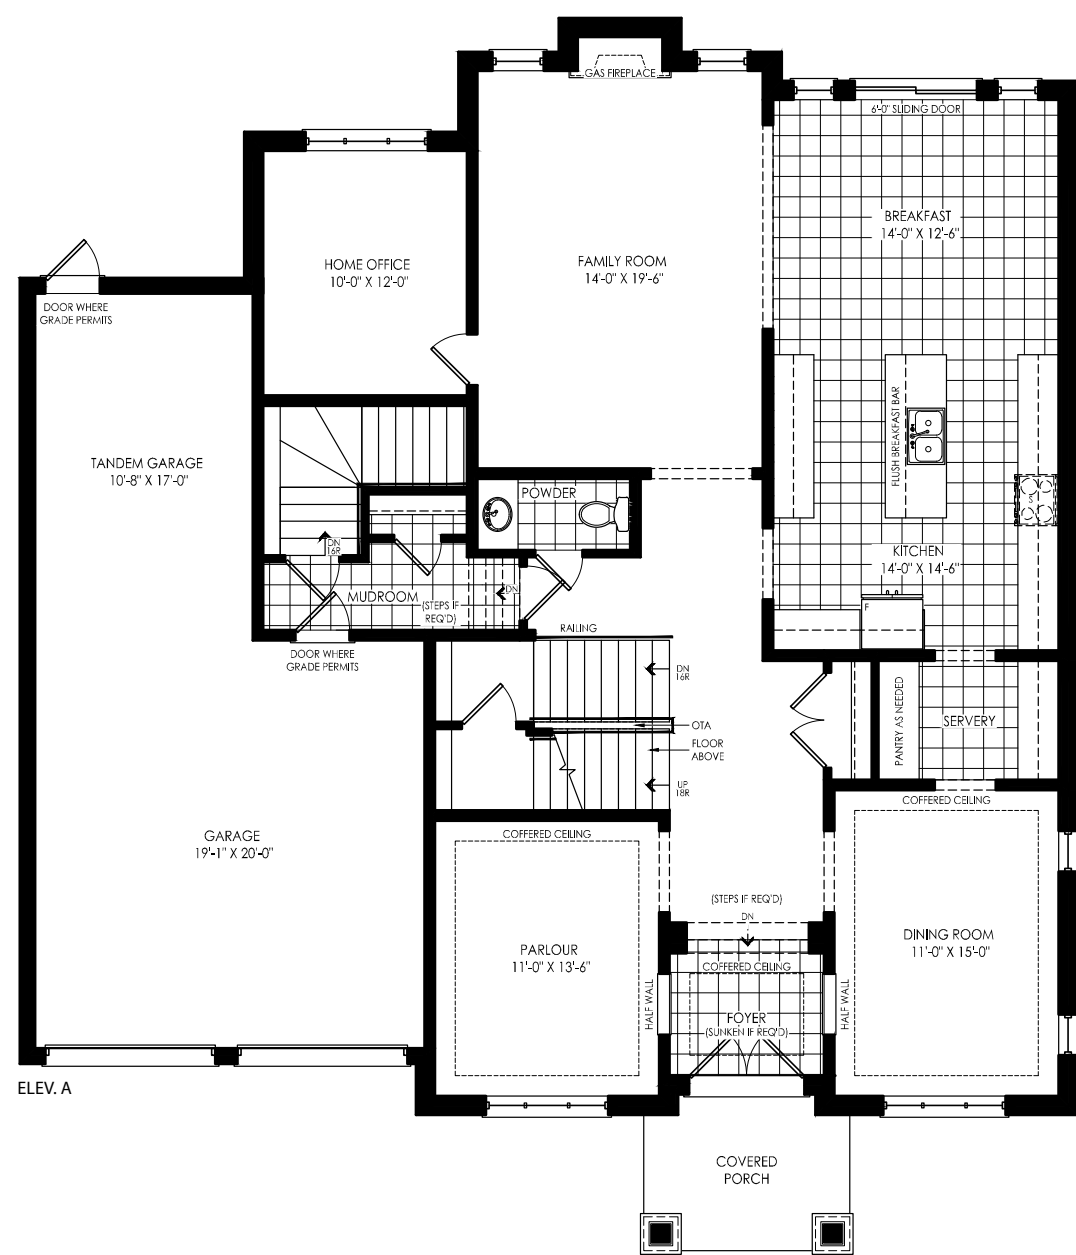 GAS FIREPLACE
6'-0" SLIDING DOOR
BREAKFAST
14'-0" X 12'-6"
FAMILY ROOM
14'-0" X 19'-6"
HOME OFFICE
10'-0" X 12'-0"
DOOR WHERE
GRADE PERMITS
TANDEM GARAGE
10'-8" X 17'-0"
FLUSH BREAKFAST BAR
S
POWDER
DN
16R
KITCHEN
14'-0" X 14'-6"
F
MUDROOM
(STEPS IF
REQ'D)
DN
RAILING
DOOR WHERE
GRADE PERMITS
DN
16R
OTA
FLOOR
ABOVE
UP
18R
PANTRY AS NEEDED
SERVERY
COFFERED CEILING
GARAGE
19'-1" X 20'-0"
COFFERED CEILING
(STEPS IF REQ'D)
DN
PARLOUR
11'-0" X 13'-6"
DINING ROOM
11'-0" X 15'-0"
COFFERED CEILING
HALF WALL
FOYER
(SUNKEN IF REQ'D)
HALF WALL
ELEV. A
COVERED
PORCH